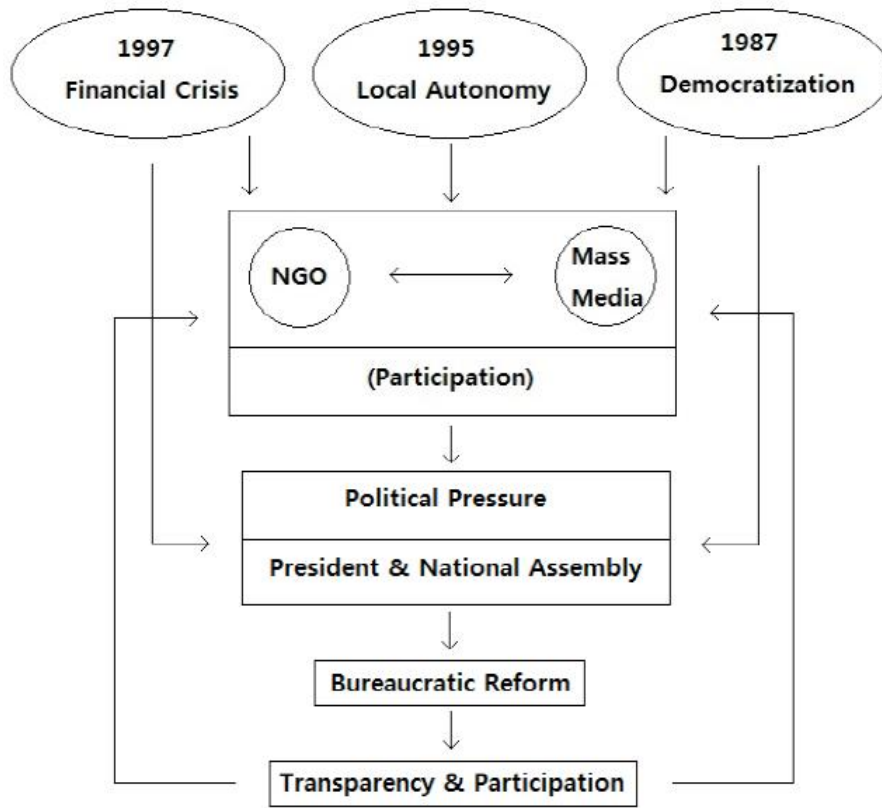 1997
Financial Crisis
1995
Local Autonomy
1987
Democratization
NGO
Mass
Media
(Participation)
Political Pressure
President & National Assembly
Bureaucratic Reform
Transparency & Participation